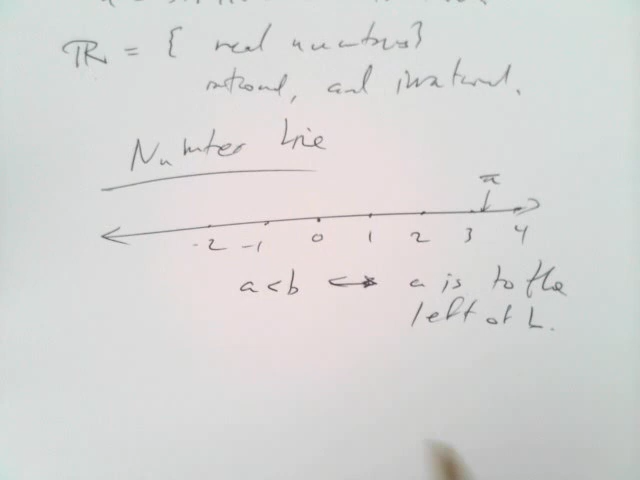 ℝ = { real numbers}
rational, and irrational.
Number Line
π
-2 -1 0 1 2 3 4
a < b ↔ a is to the
left of b.